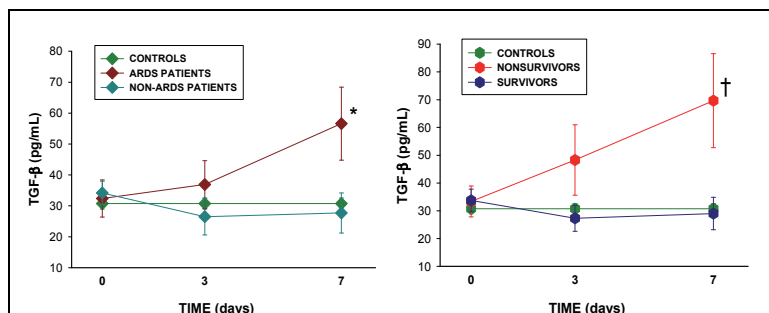 80
70
60
50
40
30
20
10
TGF-β (pg/mL)
CONTROLS
ARDS PATIENTS
NON-ARDS PATIENTS
*
0 3 7
TIME (days)
90
80
70
60
50
40
30
20
10
TGF-β (pg/mL)
CONTROLS
NONSURVIVORS
SURVIVORS
†
0 3 7
TIME (days)